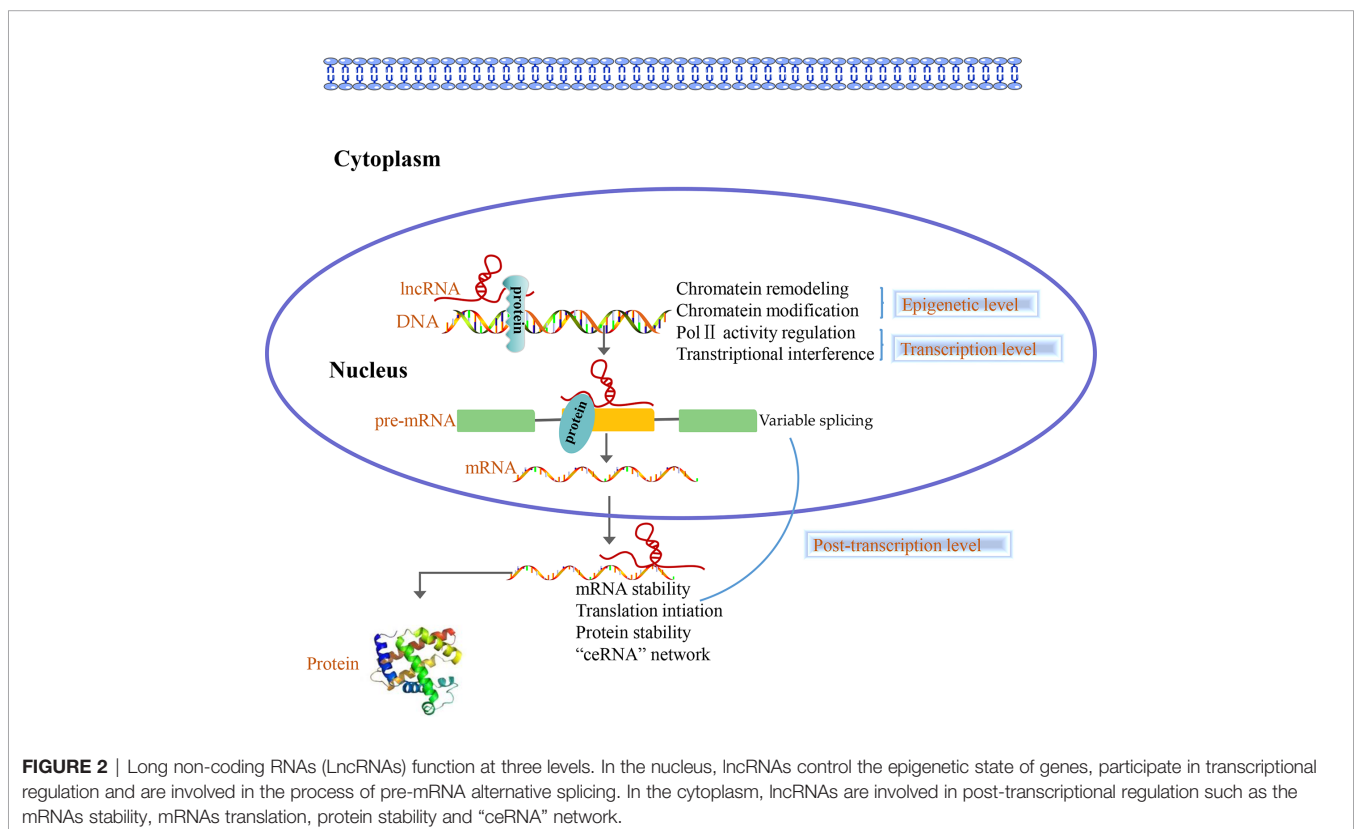 Cytoplasm
lncRNA
protein
DNA
Chromatein remodeling
Chromatein modification
Epigenetic level
Pol Ⅱ activity regulation
Transtriptional interference
Transcription level
Nucleus
pre-mRNA
protein
Variable splicing
mRNA
Post-transcription level
mRNA stability
Translation intiation
Protein stability
“ceRNA” network
Protein
FIGURE 2 | Long non-coding RNAs (LncRNAs) function at three levels. In the nucleus, lncRNAs control the epigenetic state of genes, participate in transcriptional
regulation and are involved in the process of pre-mRNA alternative splicing. In the cytoplasm, lncRNAs are involved in post-transcriptional regulation such as the
mRNAs stability, mRNAs translation, protein stability and “ceRNA” network.